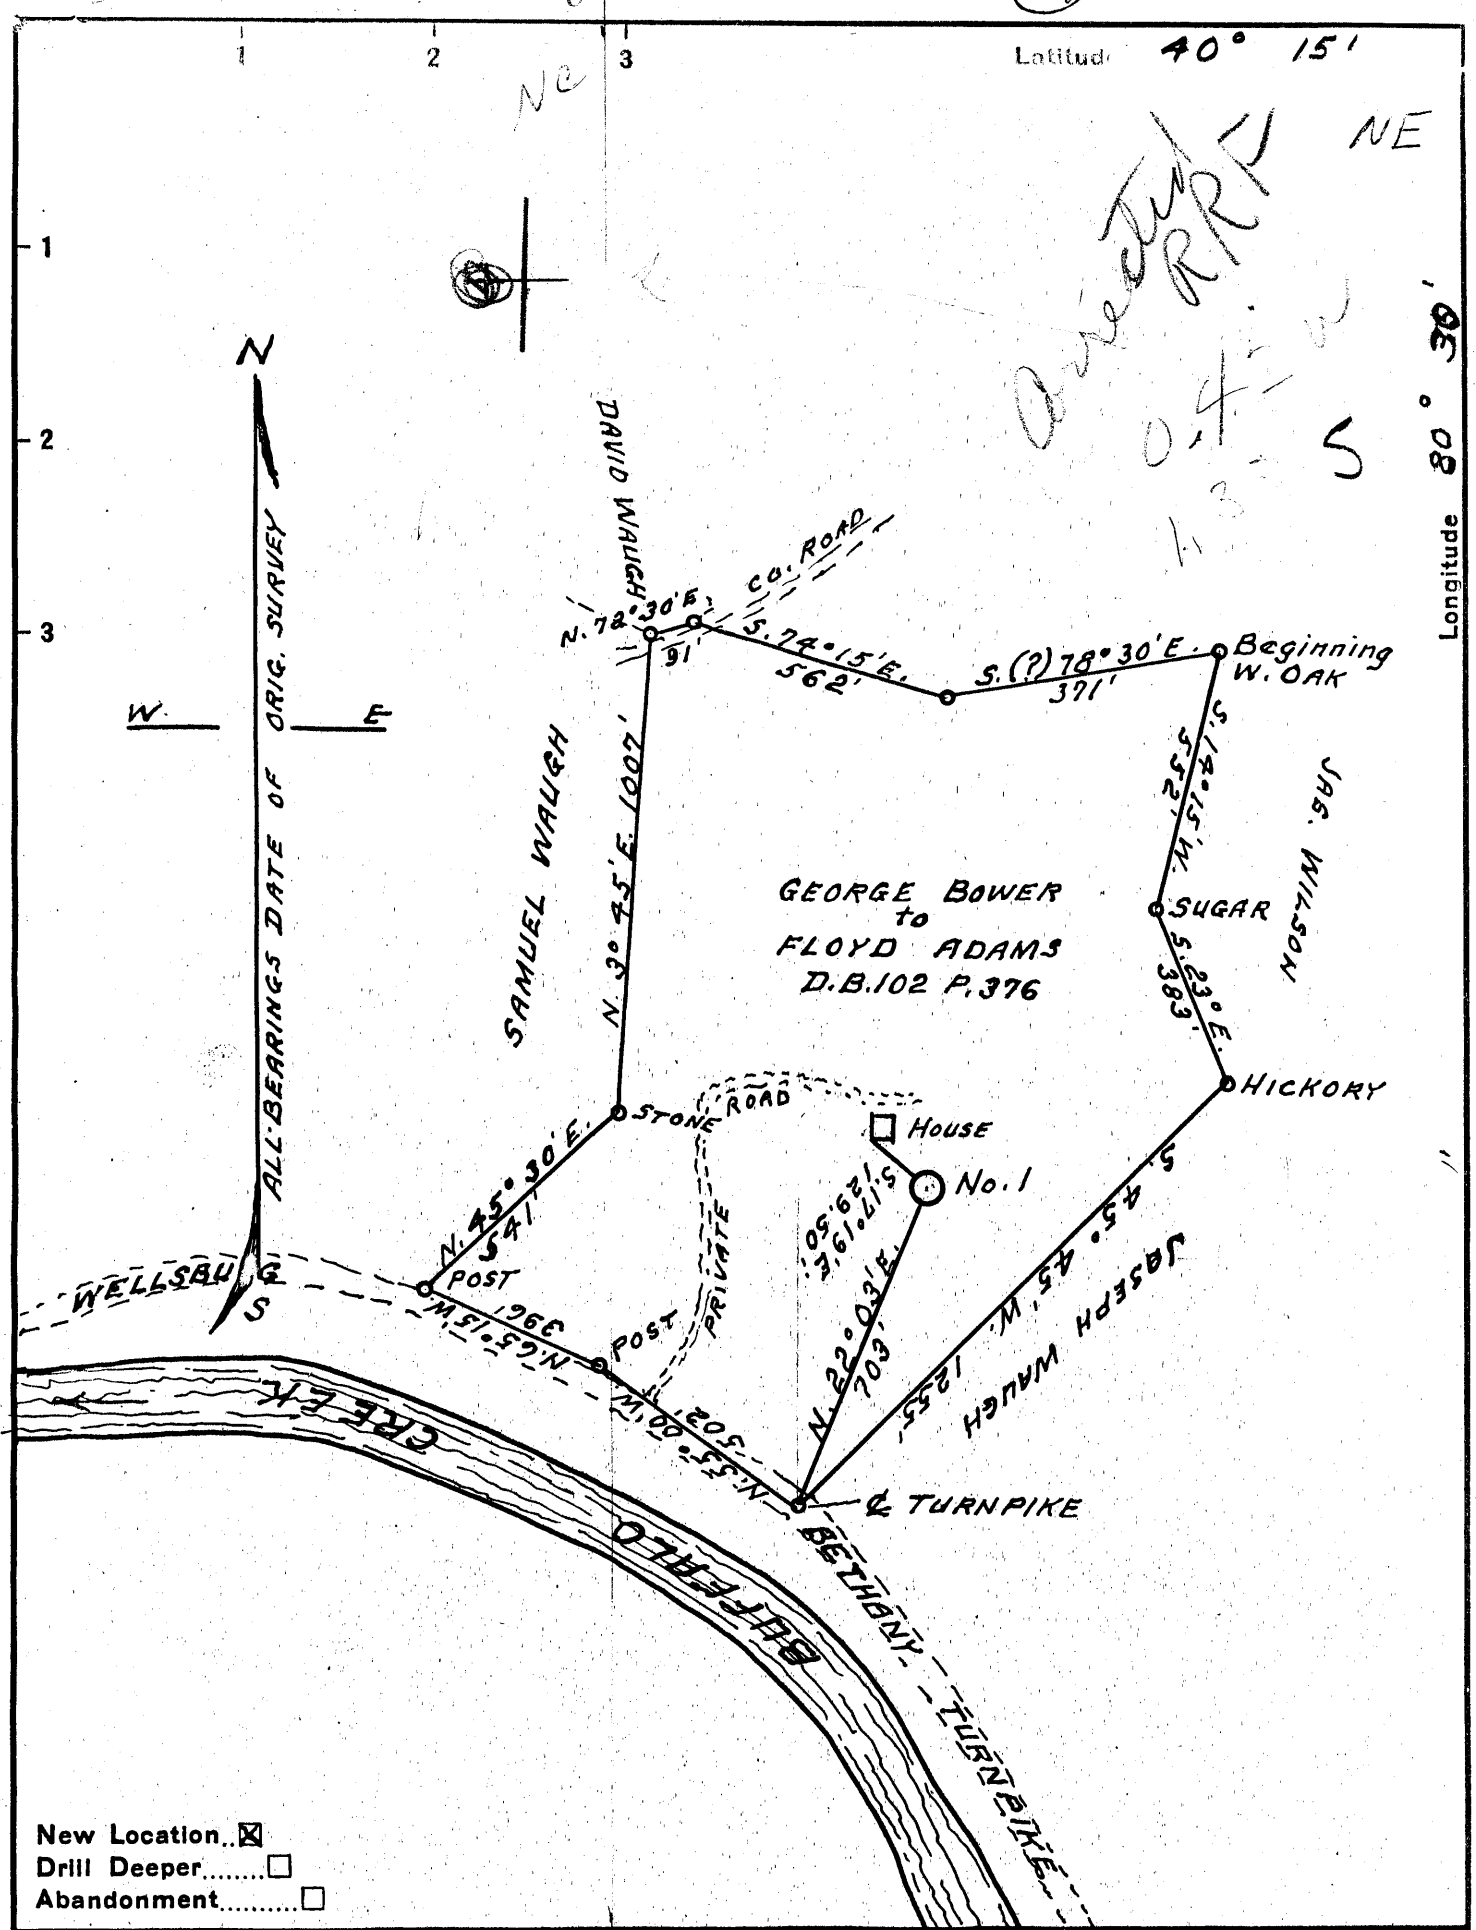 1 2 3
Latitud 40° 15'
NC
NE
RRF
1
2
3
0.4
S
1.3
Longitude 80° 30'
N
ALL BEARINGS DATE OF ORIG. SURVEY
W. E
S
DAVID WAUGH
CO. ROAD
N. 72° 30' E.
91'
S. 74° 15' E.
562'
S. (?) 78° 30' E.
371'
Beginning
W. OAK
S. 14° 15' W.
552'
JAS. WILSON
SAMUEL WAUGH
N. 3° 45' E. 1007'
GEORGE BOWER
to
FLOYD ADAMS
D.B.102 P.376
SUGAR
S. 23° E.
383'
HICKORY
STONE
ROAD
PRIVATE
HOUSE
No. 1
S. 17° 19' E.
129.50'
N. 45° 30' E.
541'
S. 45° 45' W.
1255'
JASEPH WAUGH
N. 22° 03' E.
703'
WELLSBU G
POST
396'
N. 65° 15' W.
POST
502'
N. 55° 00' W.
℄ TURNPIKE
BETHANY TURNPIKE
BUFFALO CREEK
New Location..☒
Drill Deeper........☐
Abandonment..........☐